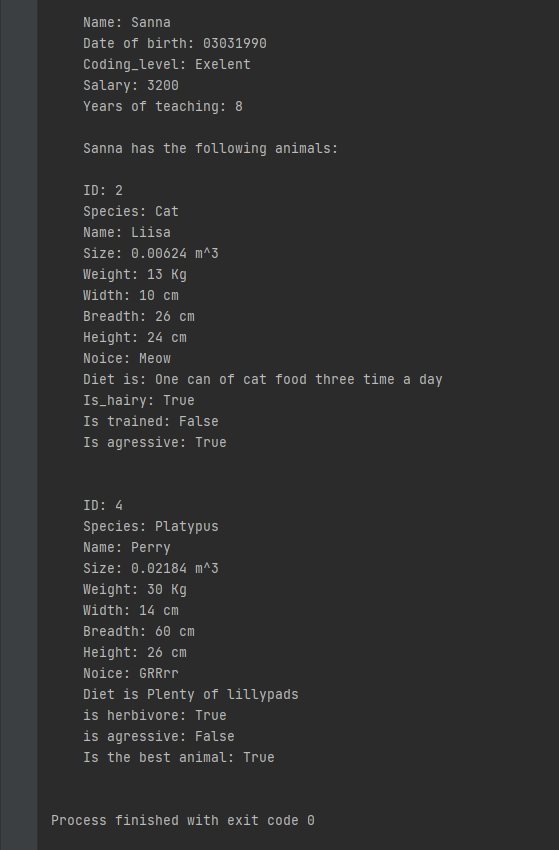 Name: Sanna
Date of birth: 03031990
Coding_level: Exelent
Salary: 3200
Years of teaching: 8
Sanna has the following animals:
ID: 2
Species: Cat
Name: Liisa
Size: 0.00624 m^3
Weight: 13 Kg
Width: 10 cm
Breadth: 26 cm
Height: 24 cm
Noice: Meow
Diet is: One can of cat food three time a day
Is_hairy: True
Is trained: False
Is agressive: True
ID: 4
Species: Platypus
Name: Perry
Size: 0.02184 m^3
Weight: 30 Kg
Width: 14 cm
Breadth: 60 cm
Height: 26 cm
Noice: GRRrr
Diet is Plenty of lillypads
is herbivore: True
is agressive: False
Is the best animal: True
Process finished with exit code 0